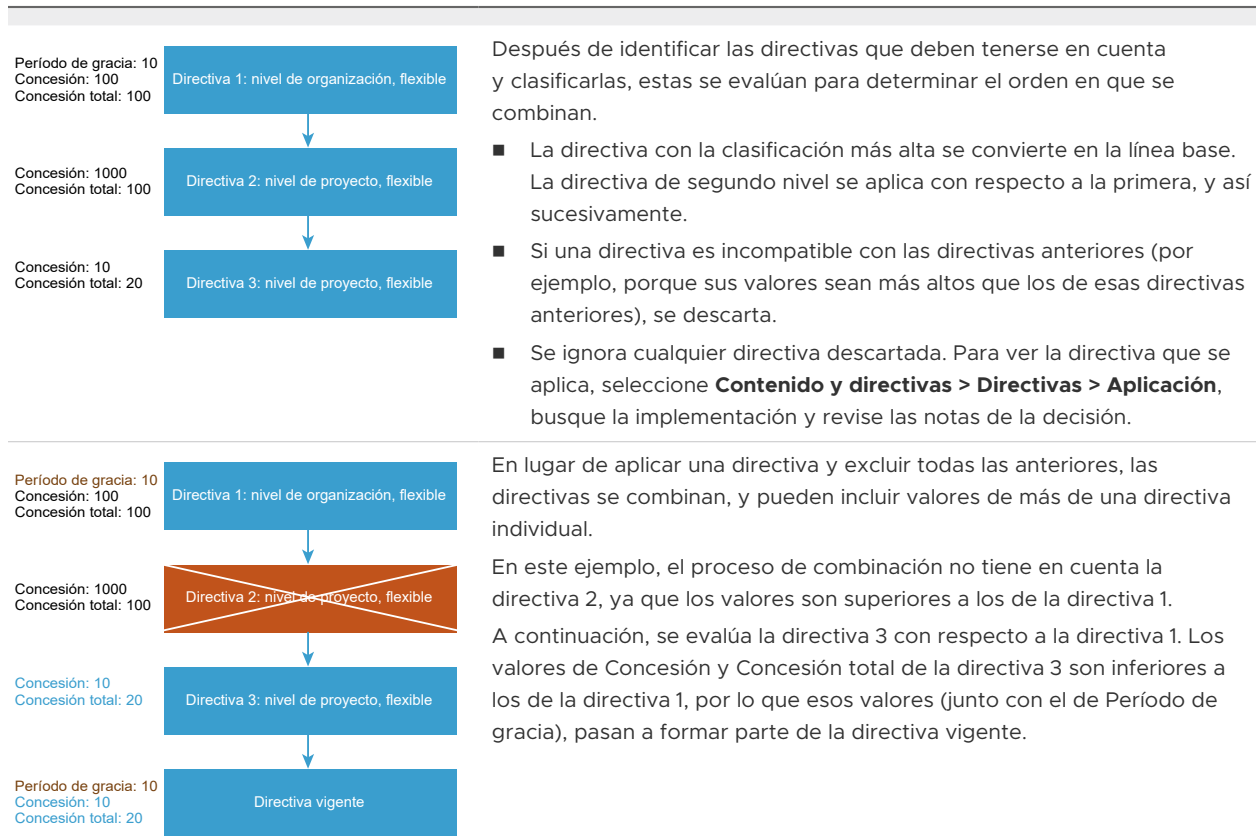 Período de gracia: 10
Concesión: 100
Concesión total: 100
Directiva 1: nivel de organización, flexible
Concesión: 1000
Concesión total: 100
Directiva 2: nivel de proyecto, flexible
Concesión: 10
Concesión total: 20
Directiva 3: nivel de proyecto, flexible
Después de identificar las directivas que deben tenerse en cuenta
y clasificarlas, estas se evalúan para determinar el orden en que se
combinan.
■ La directiva con la clasificación más alta se convierte en la línea base.
La directiva de segundo nivel se aplica con respecto a la primera, y así
sucesivamente.
■ Si una directiva es incompatible con las directivas anteriores (por
ejemplo, porque sus valores sean más altos que los de esas directivas
anteriores), se descarta.
■ Se ignora cualquier directiva descartada. Para ver la directiva que se
aplica, seleccione Contenido y directivas > Directivas > Aplicación,
busque la implementación y revise las notas de la decisión.
Período de gracia: 10
Concesión: 100
Concesión total: 100
Directiva 1: nivel de organización, flexible
Concesión: 1000
Concesión total: 100
Directiva 2: nivel de proyecto, flexible
Concesión: 10
Concesión total: 20
Directiva 3: nivel de proyecto, flexible
Período de gracia: 10
Concesión: 10
Concesión total: 20
Directiva vigente
En lugar de aplicar una directiva y excluir todas las anteriores, las
directivas se combinan, y pueden incluir valores de más de una directiva
individual.
En este ejemplo, el proceso de combinación no tiene en cuenta la
directiva 2, ya que los valores son superiores a los de la directiva 1.
A continuación, se evalúa la directiva 3 con respecto a la directiva 1. Los
valores de Concesión y Concesión total de la directiva 3 son inferiores a
los de la directiva 1, por lo que esos valores (junto con el de Período de
gracia), pasan a formar parte de la directiva vigente.